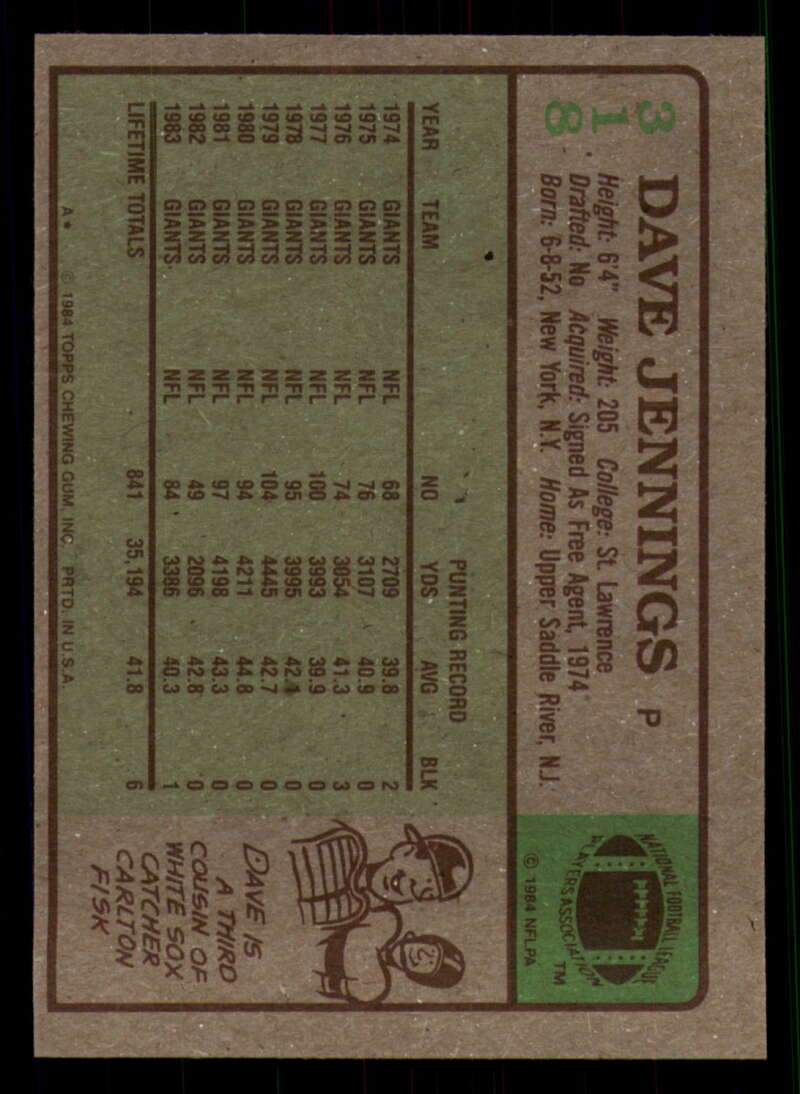 318
DAVE JENNINGS P
Height: 6'4" Weight: 205 College: St. Lawrence
Drafted: No Acquired: Signed As Free Agent, 1974
Born: 6-8-52, New York, N.Y. Home: Upper Saddle River, N.J.
NATIONAL FOOTBALL LEAGUE
PLAYERS ASSOCIATION
TM
© 1984 NFLPA
PUNTING RECORD
YEAR TEAM NO YDS AVG BLK
1974 GIANTS NFL 68 2709 39.8 2
1975 GIANTS NFL 76 3107 40.9 0
1976 GIANTS NFL 74 3054 41.3 3
1977 GIANTS NFL 100 3993 39.9 0
1978 GIANTS NFL 95 3995 42.1 0
1979 GIANTS NFL 104 4445 42.7 0
1980 GIANTS NFL 94 4211 44.8 0
1981 GIANTS NFL 97 4198 43.3 0
1982 GIANTS NFL 49 2096 42.8 0
1983 GIANTS NFL 84 3386 40.3 1
LIFETIME TOTALS 841 35,194 41.8 6
DAVE IS
A THIRD
COUSIN OF
WHITE SOX
CATCHER
CARLTON
FISK
A* © 1984 TOPPS CHEWING GUM, INC. PRTD. IN U.S.A.